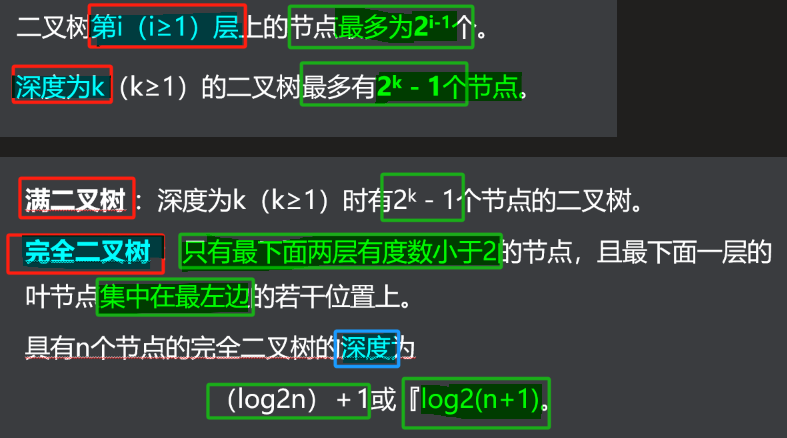 二叉树第i（i≥1）层上的节点最多为2ⁱ⁻¹个。
深度为k（k≥1）的二叉树最多有2ᵏ - 1个节点。
满二叉树：深度为k（k≥1）时有2ᵏ - 1个节点的二叉树。
完全二叉树 只有最下面两层有度数小于2的节点，且最下面一层的
叶节点集中在最左边的若干位置上。
具有n个节点的完全二叉树的深度为
（log2n）+1或『log2(n+1)。